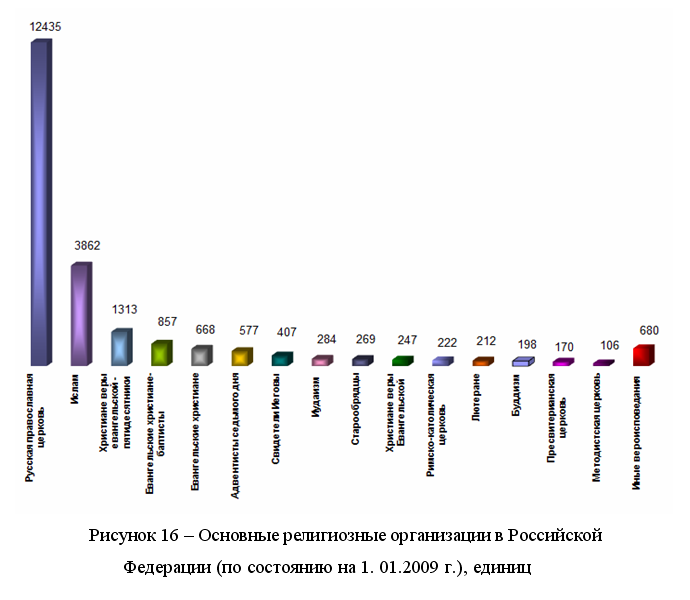 12435
3862
1313
857
668
577
407
284
269
247
222
212
198
170
106
680
Русская православная
церковь
Ислам
Христиане веры
евангельской -
пятидесятники
Евангельские христиане-
баптисты
Евангельские христиане
Адвентисты седьмого дня
Свидетели Иеговы
Иудаизм
Старообрядцы
Христиане веры
Евангельской
Римско-католическая
церковь
Лютеране
Буддизм
Пресвитерианская
церковь
Методистская церковь
Иные вероисповедания
Рисунок 16 – Основные религиозные организации в Российской
Федерации (по состоянию на 1. 01.2009 г.), единиц